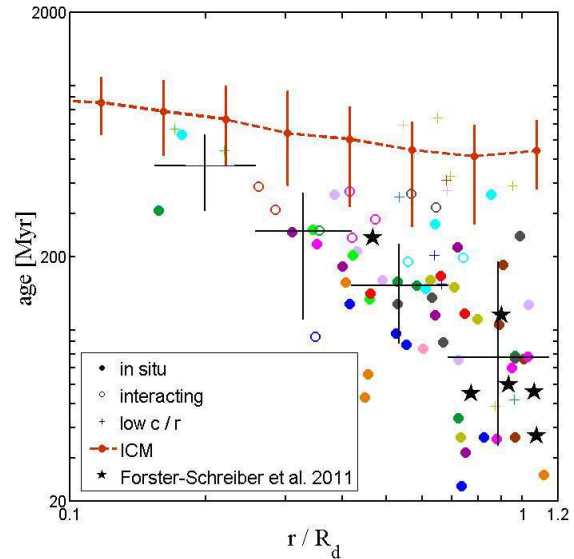 2000
200
20
age [Myr]
in situ
interacting
low c / r
ICM
Forster-Schreiber et al. 2011
0.1
1
1.2
r / R_d